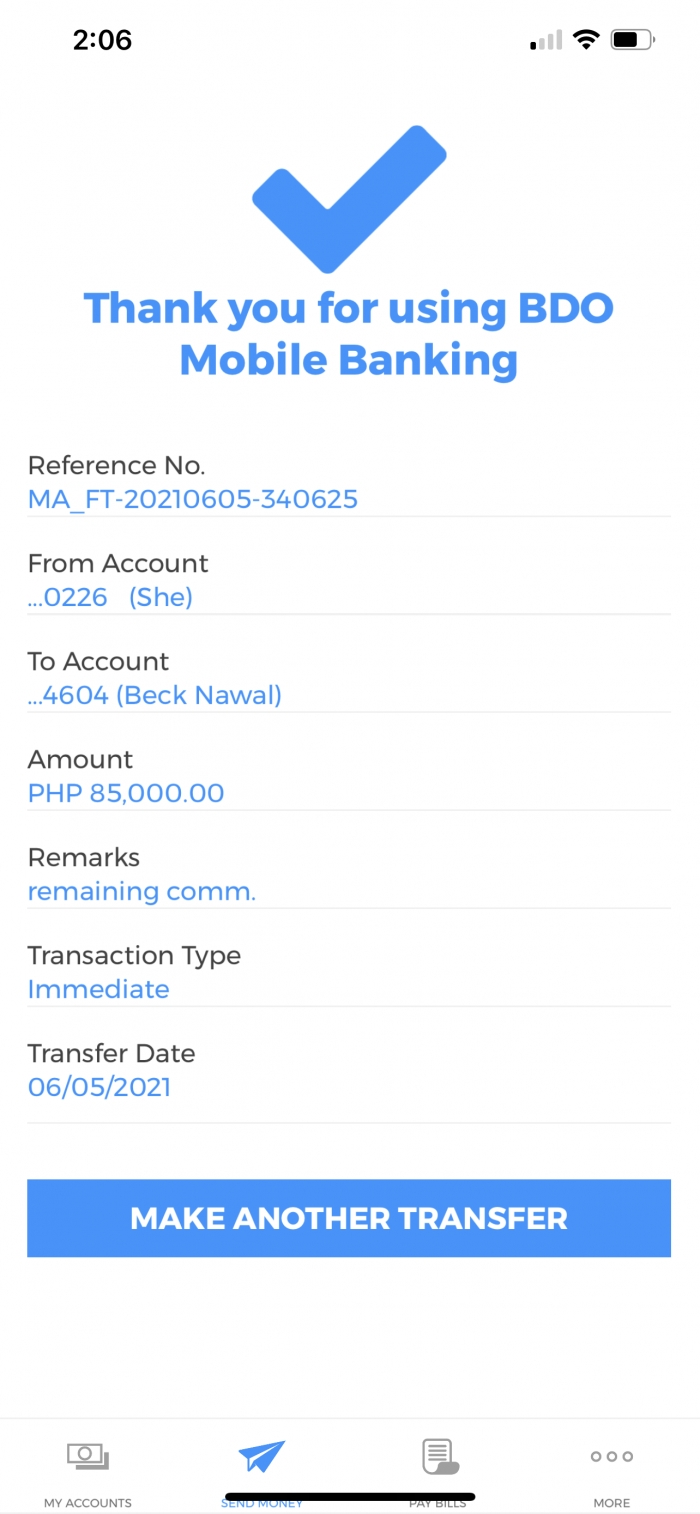 2:06
Thank you for using BDO
Mobile Banking
Reference No.
MA_FT-20210605-340625
From Account
...0226 (She)
To Account
...4604 (Beck Nawal)
Amount
PHP 85,000.00
Remarks
remaining comm.
Transaction Type
Immediate
Transfer Date
06/05/2021
MAKE ANOTHER TRANSFER
MY ACCOUNTS SEND MONEY PAY BILLS MORE